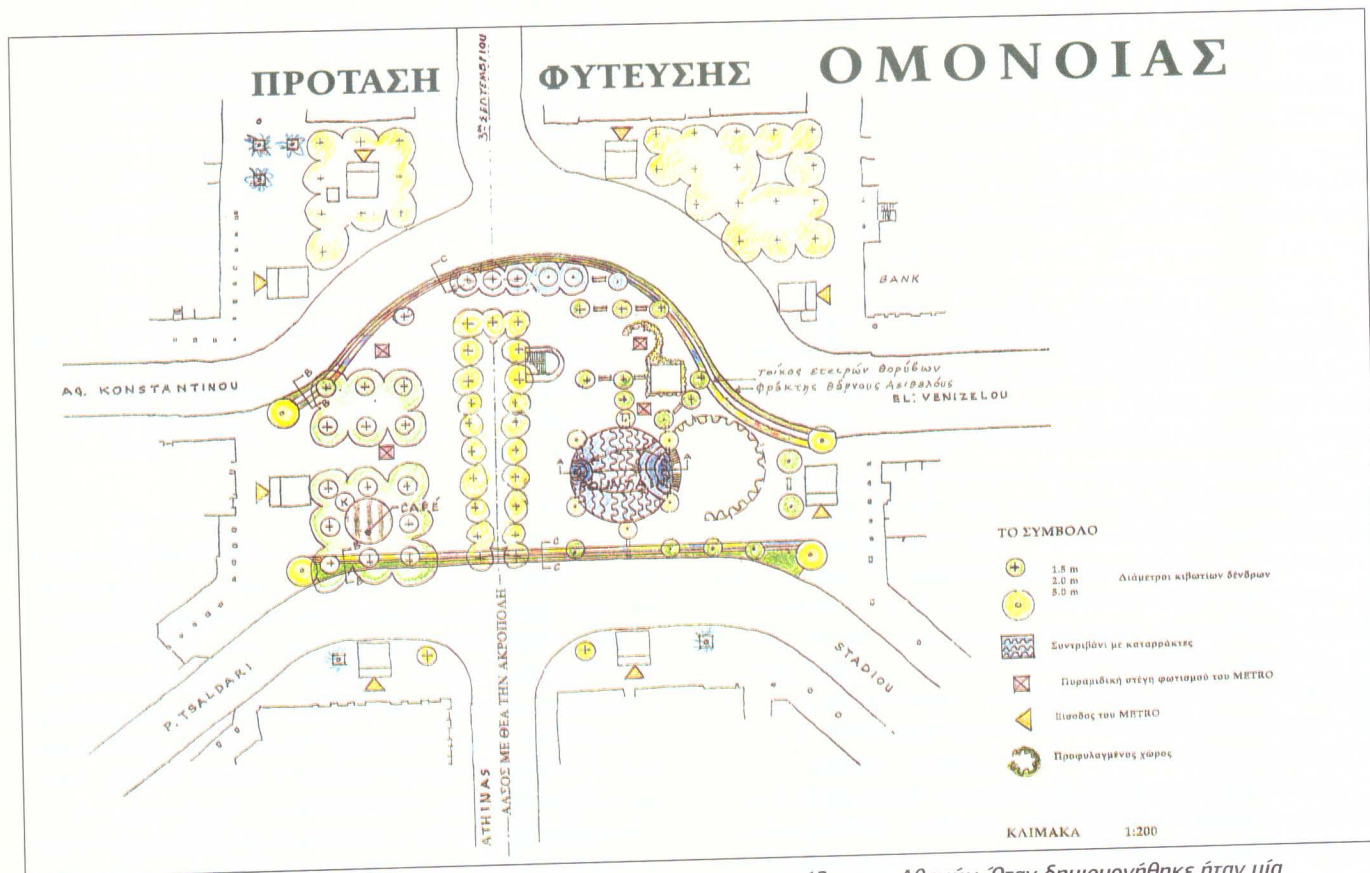 ΠΡΟΤΑΣΗ ΦΥΤΕΥΣΗΣ ΟΜΟΝΟΙΑΣ
3ης ΣΕΠΤΕΜΒΡΙΟΥ
BANK
ΑΘ. KONSTANTINOU
EL: VENIZELOU
C
B
K
CAFÉ
A
A
FOUNTAIN
C
C
P. TSALDARI
STADIOU
ATHINAS
ΑΛΣΟΣ ΜΕ ΘΕΑ ΤΗΝ ΑΚΡΟΠΟΛΗ
ΤΟ ΣΥΜΒΟΛΟ
1.5 m
2.0 m
3.0 m
Διάμετροι κιβωτίων δένδρων
Συντριβάνι με καταρράκτες
Πυραμιδική στέγη φωτισμού του METRO
Είσοδος του METRO
Προφυλαγμένος χώρος
ΚΛΙΜΑΚΑ 1:200